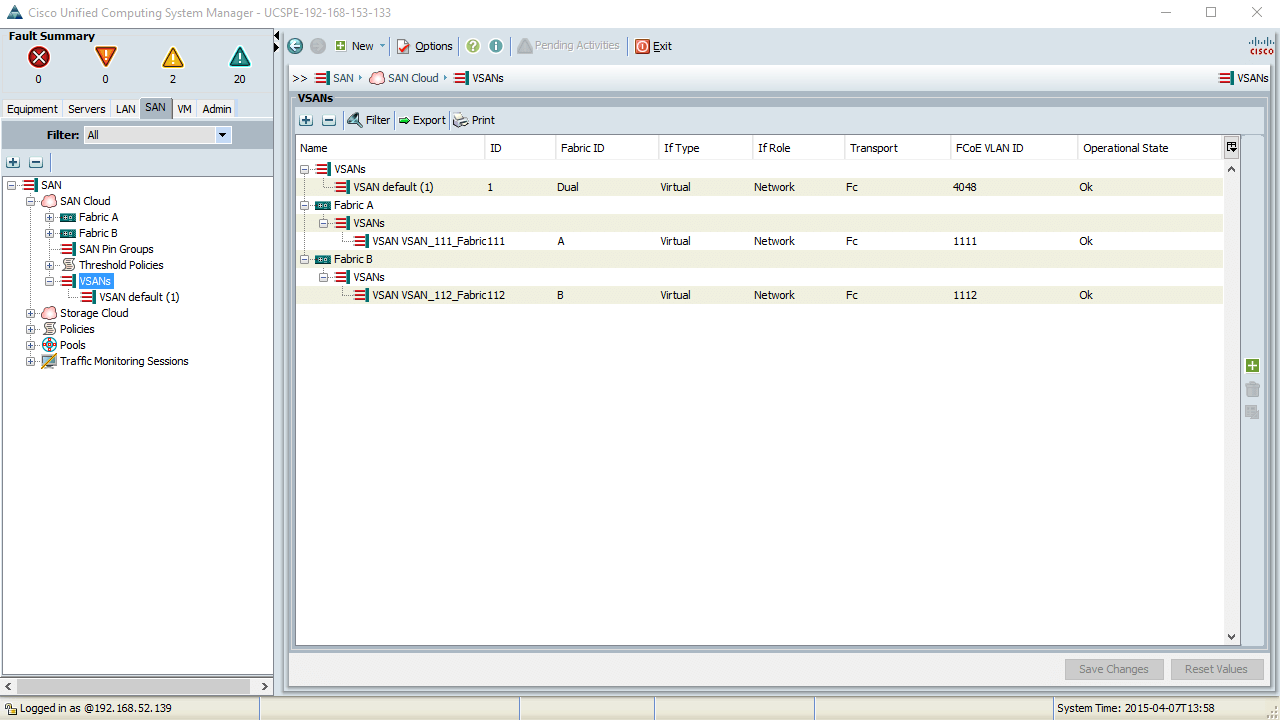 Cisco Unified Computing System Manager - UCSPE-192-168-153-133
Fault Summary
0 0 2 20
New Options Pending Activities Exit
CISCO
>> SAN SAN Cloud VSANs VSANs
Equipment Servers LAN SAN VM Admin
Filter: All
VSANs
Filter Export Print
Name ID Fabric ID If Type If Role Transport FCoE VLAN ID Operational State
VSANs
VSAN default (1) 1 Dual Virtual Network Fc 4048 Ok
Fabric A
VSANs
VSAN VSAN_111_Fabric 111 A Virtual Network Fc 1111 Ok
Fabric B
VSANs
VSAN VSAN_112_Fabric 112 B Virtual Network Fc 1112 Ok
SAN
SAN Cloud
Fabric A
Fabric B
SAN Pin Groups
Threshold Policies
VSANs
VSAN default (1)
Storage Cloud
Policies
Pools
Traffic Monitoring Sessions
Save Changes Reset Values
Logged in as @192.168.52.139
System Time: 2015-04-07T13:58